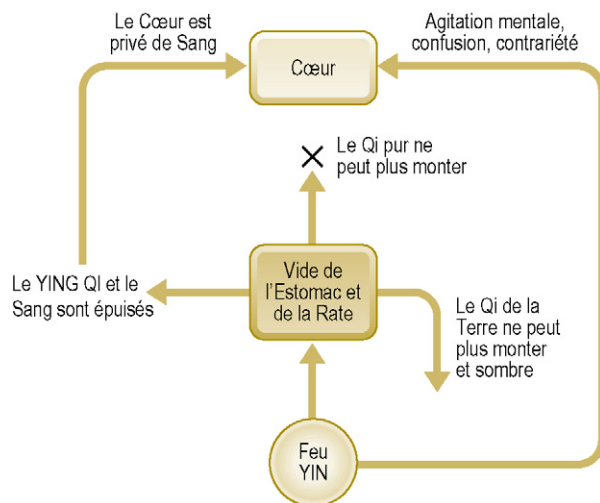 Le Cœur est
privé de Sang
Cœur
Agitation mentale,
confusion, contrariété
Le Qi pur ne
peut plus monter
Vide de
l'Estomac et
de la Rate
Le YING QI et le
Sang sont épuisés
Le Qi de la
Terre ne peut
plus monter
et sombre
Feu
YIN